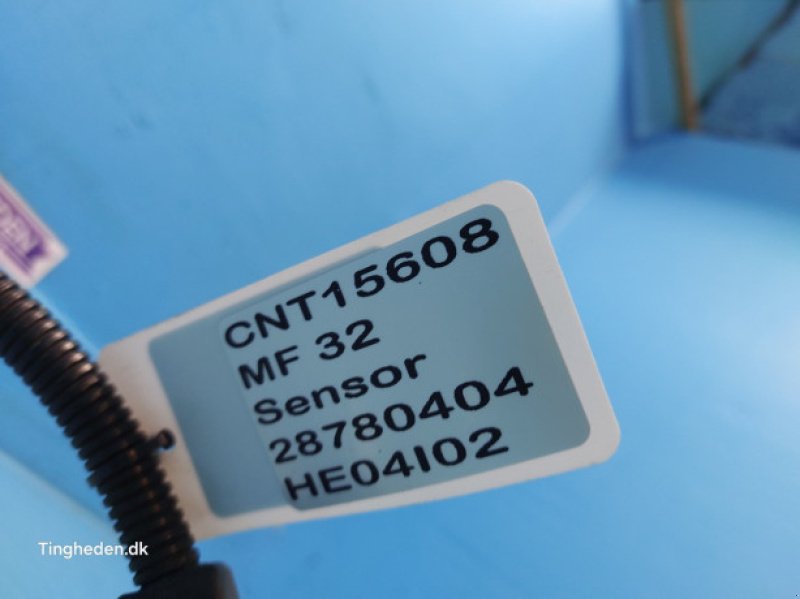 CNT15608
MF 32
Sensor
28780404
HE04I02
Tingheden.dk